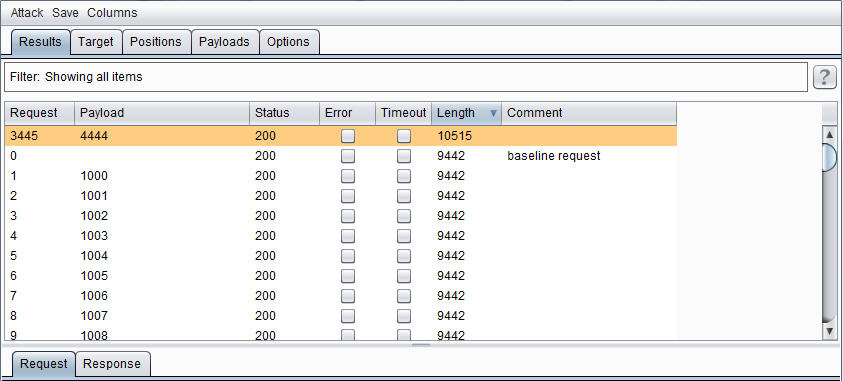 Attack Save Columns
Results Target Positions Payloads Options
Filter: Showing all items ?
Request Payload Status Error Timeout Length Comment
3445 4444 200 10515
0 200 9442 baseline request
1 1000 200 9442
2 1001 200 9442
3 1002 200 9442
4 1003 200 9442
5 1004 200 9442
6 1005 200 9442
7 1006 200 9442
8 1007 200 9442
9 1008 200 9442
Request Response